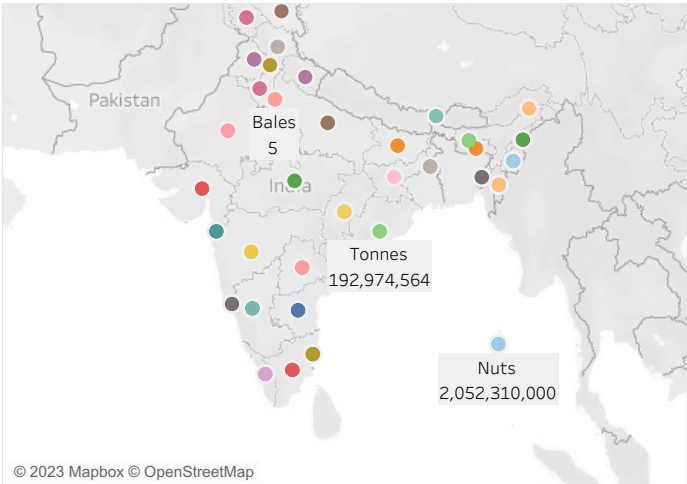 Pakistan
Bales
5
India
Tonnes
192,974,564
Nuts
2,052,310,000
© 2023 Mapbox © OpenStreetMap